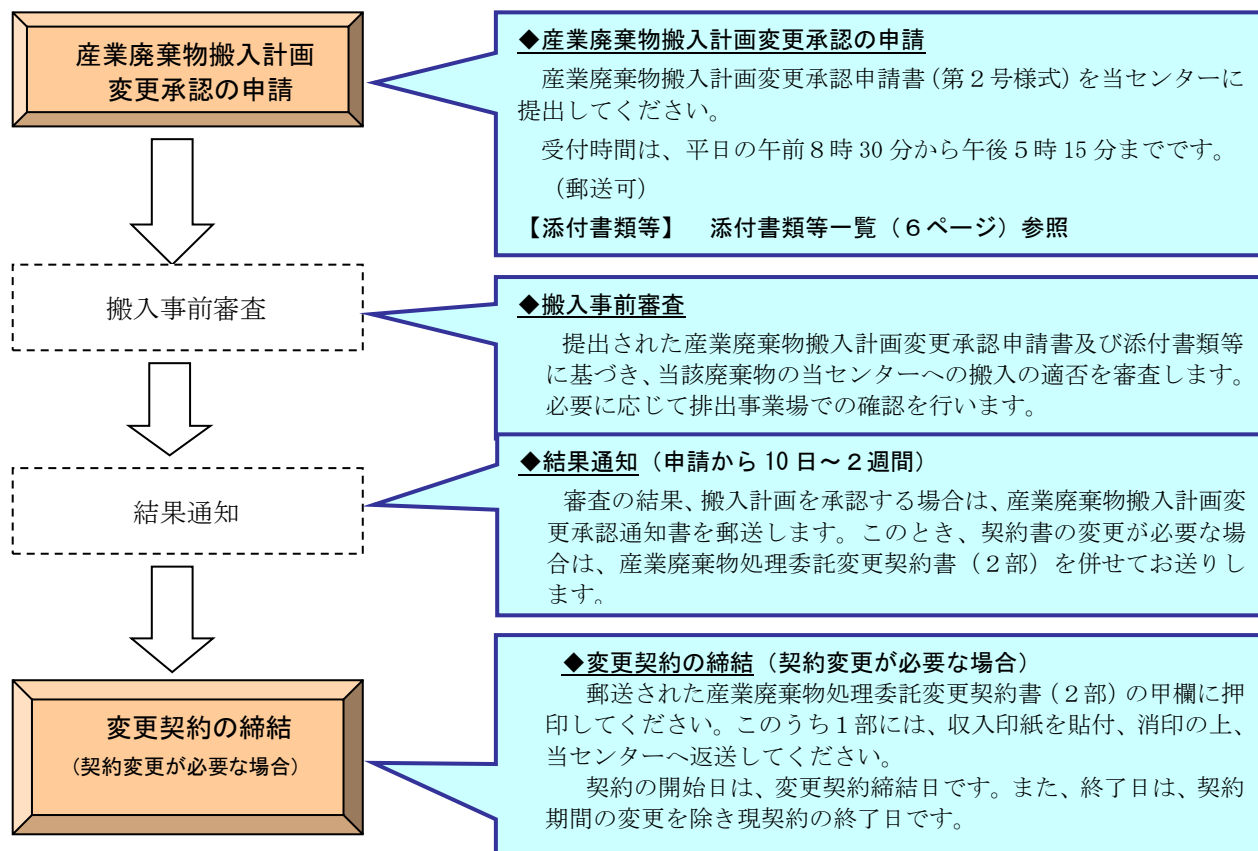 産業廃棄物搬入計画
変更承認の申請
◆産業廃棄物搬入計画変更承認の申請
産業廃棄物搬入計画変更承認申請書(第2号様式)を当センターに
提出してください。
受付時間は、平日の午前8時30分から午後5時15分までです。
(郵送可)
【添付書類等】 添付書類等一覧(6ページ)参照
搬入事前審査
◆搬入事前審査
提出された産業廃棄物搬入計画変更承認申請書及び添付書類等
に基づき、当該廃棄物の当センターへの搬入の適否を審査します。
必要に応じて排出事業場での確認を行います。
結果通知
◆結果通知(申請から10日~2週間)
審査の結果、搬入計画を承認する場合は、産業廃棄物搬入計画変
更承認通知書を郵送します。このとき、契約書の変更が必要な場
合は、産業廃棄物処理委託変更契約書(2部)を併せてお送りし
ます。
変更契約の締結
(契約変更が必要な場合)
◆変更契約の締結(契約変更が必要な場合)
郵送された産業廃棄物処理委託変更契約書(2部)の甲欄に押
印してください。このうち1部には、収入印紙を貼付、消印の上、
当センターへ返送してください。
契約の開始日は、変更契約締結日です。また、終了日は、契約
期間の変更を除き現契約の終了日です。